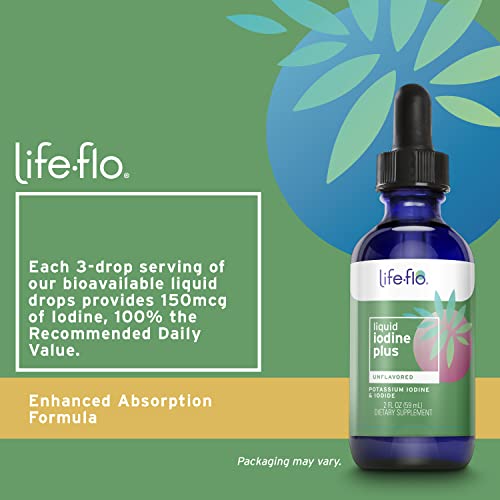 life·flo®
Each 3-drop serving of
our bioavailable liquid
drops provides 150mcg
of Iodine, 100% the
Recommended Daily
Value.
Enhanced Absorption
Formula
life·flo®
liquid
iodine
plus
UNFLAVORED
POTASSIUM IODINE
& IODIDE
2 FL OZ (59 mL)
DIETARY SUPPLEMENT
Packaging may vary.